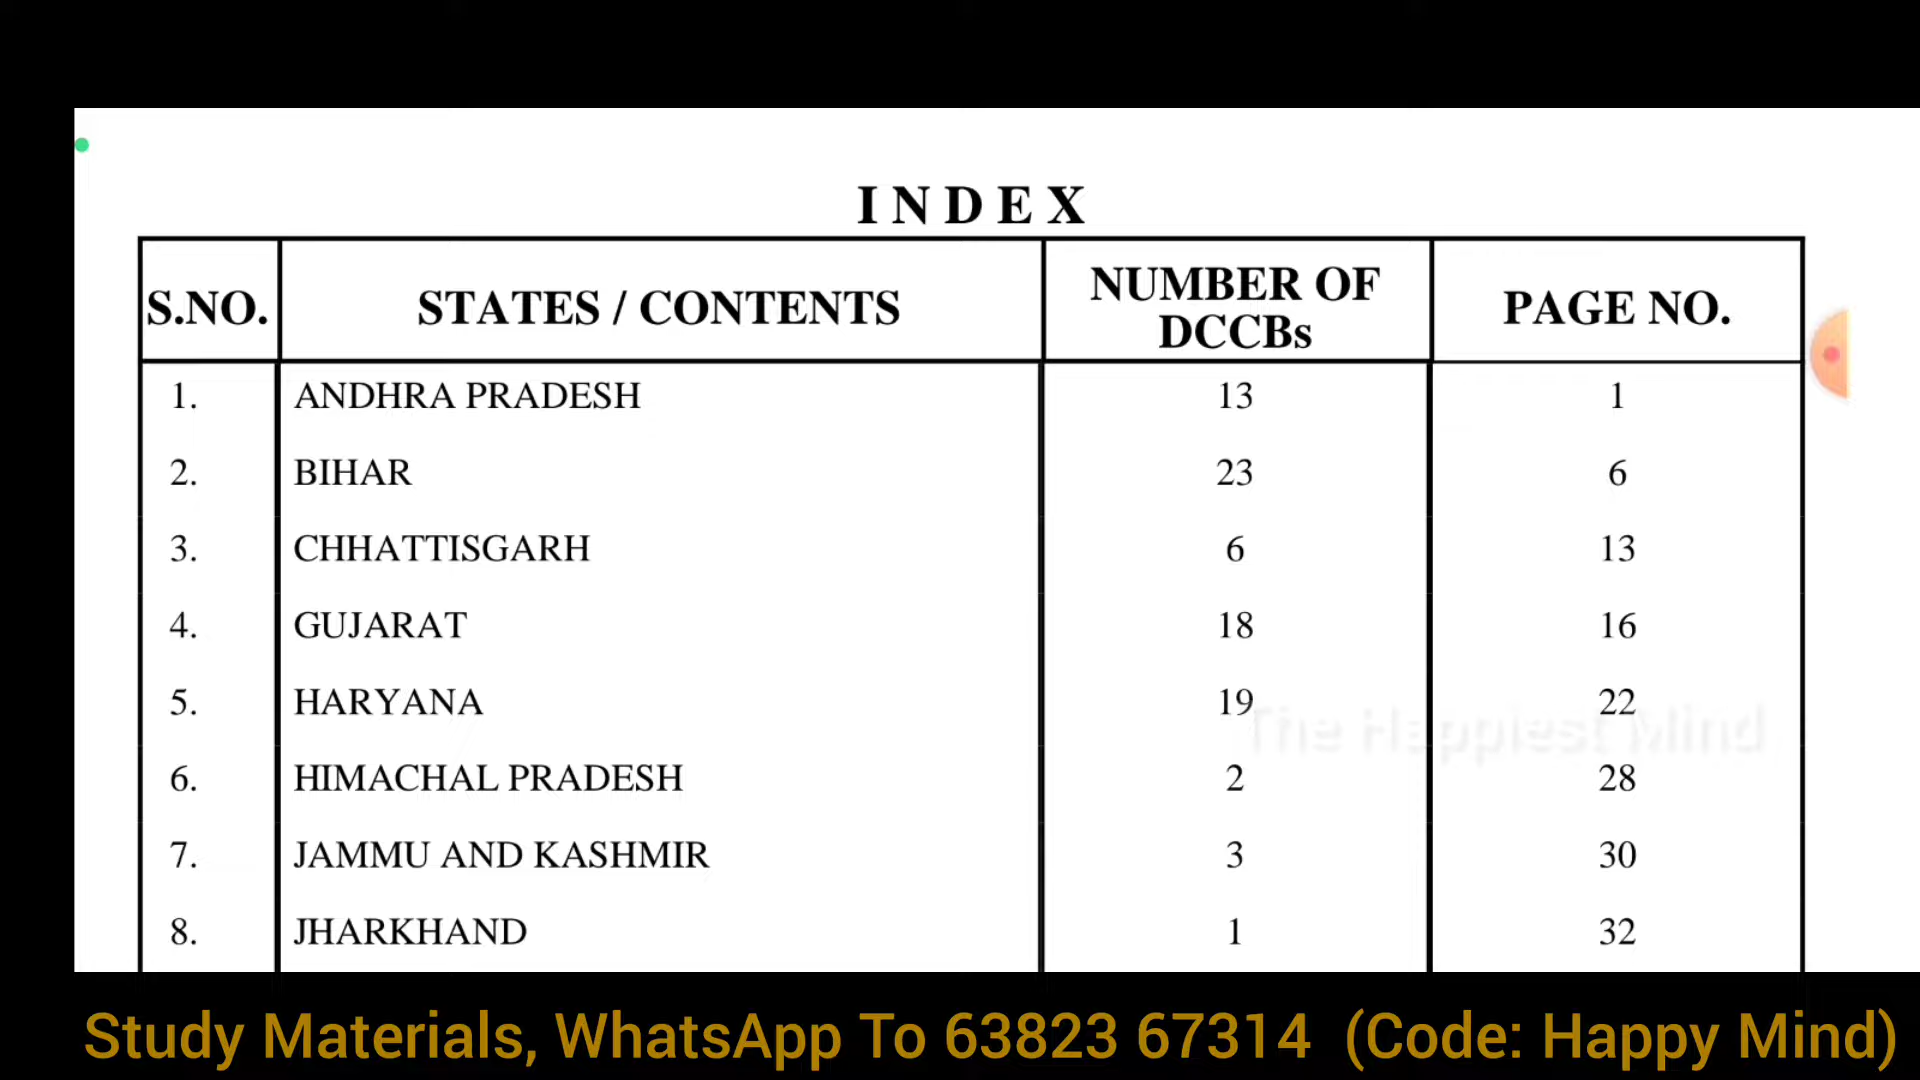 INDEX
S.NO. STATES / CONTENTS NUMBER OF DCCBs PAGE NO.
1. ANDHRA PRADESH 13 1
2. BIHAR 23 6
3. CHHATTISGARH 6 13
4. GUJARAT 18 16
5. HARYANA 19 22
The Happiest Mind
6. HIMACHAL PRADESH 2 28
7. JAMMU AND KASHMIR 3 30
8. JHARKHAND 1 32
Study Materials, WhatsApp To 63823 67314 (Code: Happy Mind)